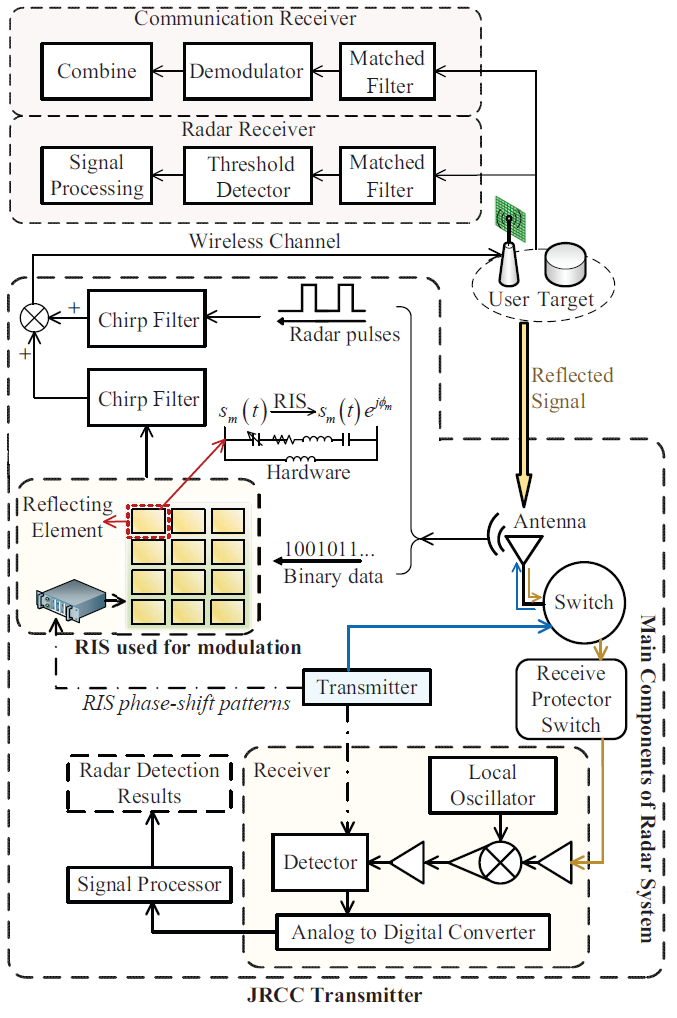 Communication Receiver
Combine
Demodulator
Matched
Filter
Radar Receiver
Signal
Processing
Threshold
Detector
Matched
Filter
Wireless Channel
User Target
+
Chirp Filter
Radar pulses
+
Chirp Filter
s_m(t) RIS s_m(t)e^{jϕ_m}
Hardware
Reflected
Signal
Reflecting
Element
Antenna
1001011...
Binary data
Switch
RIS used for modulation
RIS phase-shift patterns
Transmitter
Receive
Protector
Switch
Main Components of Radar System
Radar Detection
Results
Receiver
Local
Oscillator
Detector
Signal Processor
Analog to Digital Converter
JRCC Transmitter